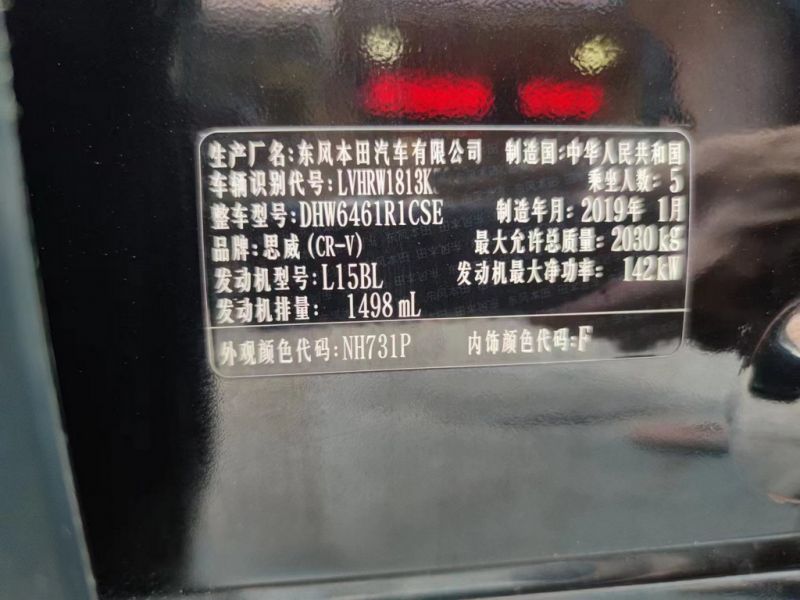 生产厂名:东风本田汽车有限公司 制造国:中华人民共和国
车辆识别代号:LVHRW1813K 乘坐人数:5
整车型号:DHW6461R1CSE 制造年月:2019年 1月
品牌:思威(CR-V) 最大允许总质量:2030kg
发动机型号:L15BL 发动机最大净功率:142kW
发动机排量: 1498mL
外观颜色代码:NH731P 内饰颜色代码:F